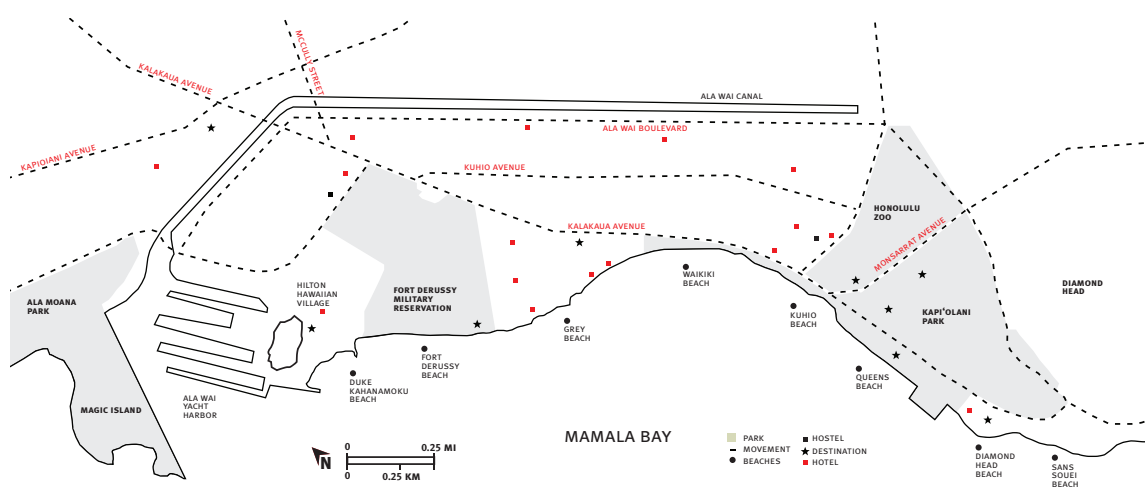 MCCULLY STREET
KALAKAUA AVENUE
ALA WAI CANAL
ALA WAI BOULEVARD
KAPIOIANI AVENUE
KUHIO AVENUE
HONOLULU
ZOO
KALAKAUA AVENUE
MONSARRAT AVENUE
WAIKIKI
BEACH
DIAMOND
HEAD
HILTON
HAWAIIAN
VILLAGE
FORT DERUSSY
MILITARY
RESERVATION
ALA MOANA
PARK
KAPI'OLANI
PARK
KUHIO
BEACH
GREY
BEACH
FORT
DERUSSY
BEACH
QUEENS
BEACH
DUKE
KAHANAMOKU
BEACH
ALA WAI
YACHT
HARBOR
MAGIC ISLAND
MAMALA BAY
PARK
MOVEMENT
BEACHES
HOSTEL
DESTINATION
HOTEL
N
0
0.25 MI
0
0.25 KM
DIAMOND
HEAD
BEACH
SANS
SOUEI
BEACH